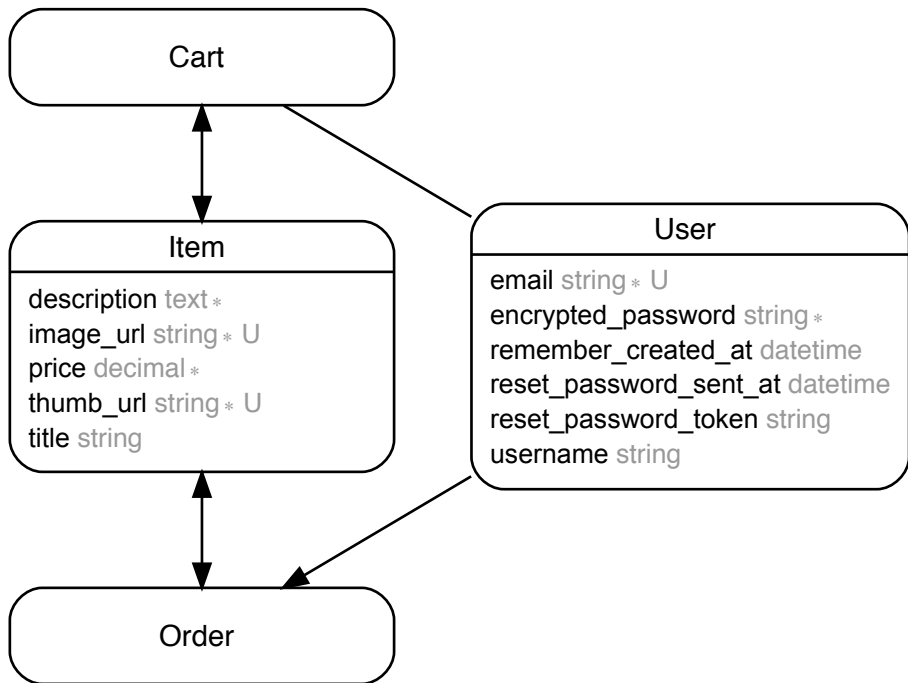 Cart
Item
description text ∗
image_url string ∗ U
price decimal ∗
thumb_url string ∗ U
title string
User
email string ∗ U
encrypted_password string ∗
remember_created_at datetime
reset_password_sent_at datetime
reset_password_token string
username string
Order